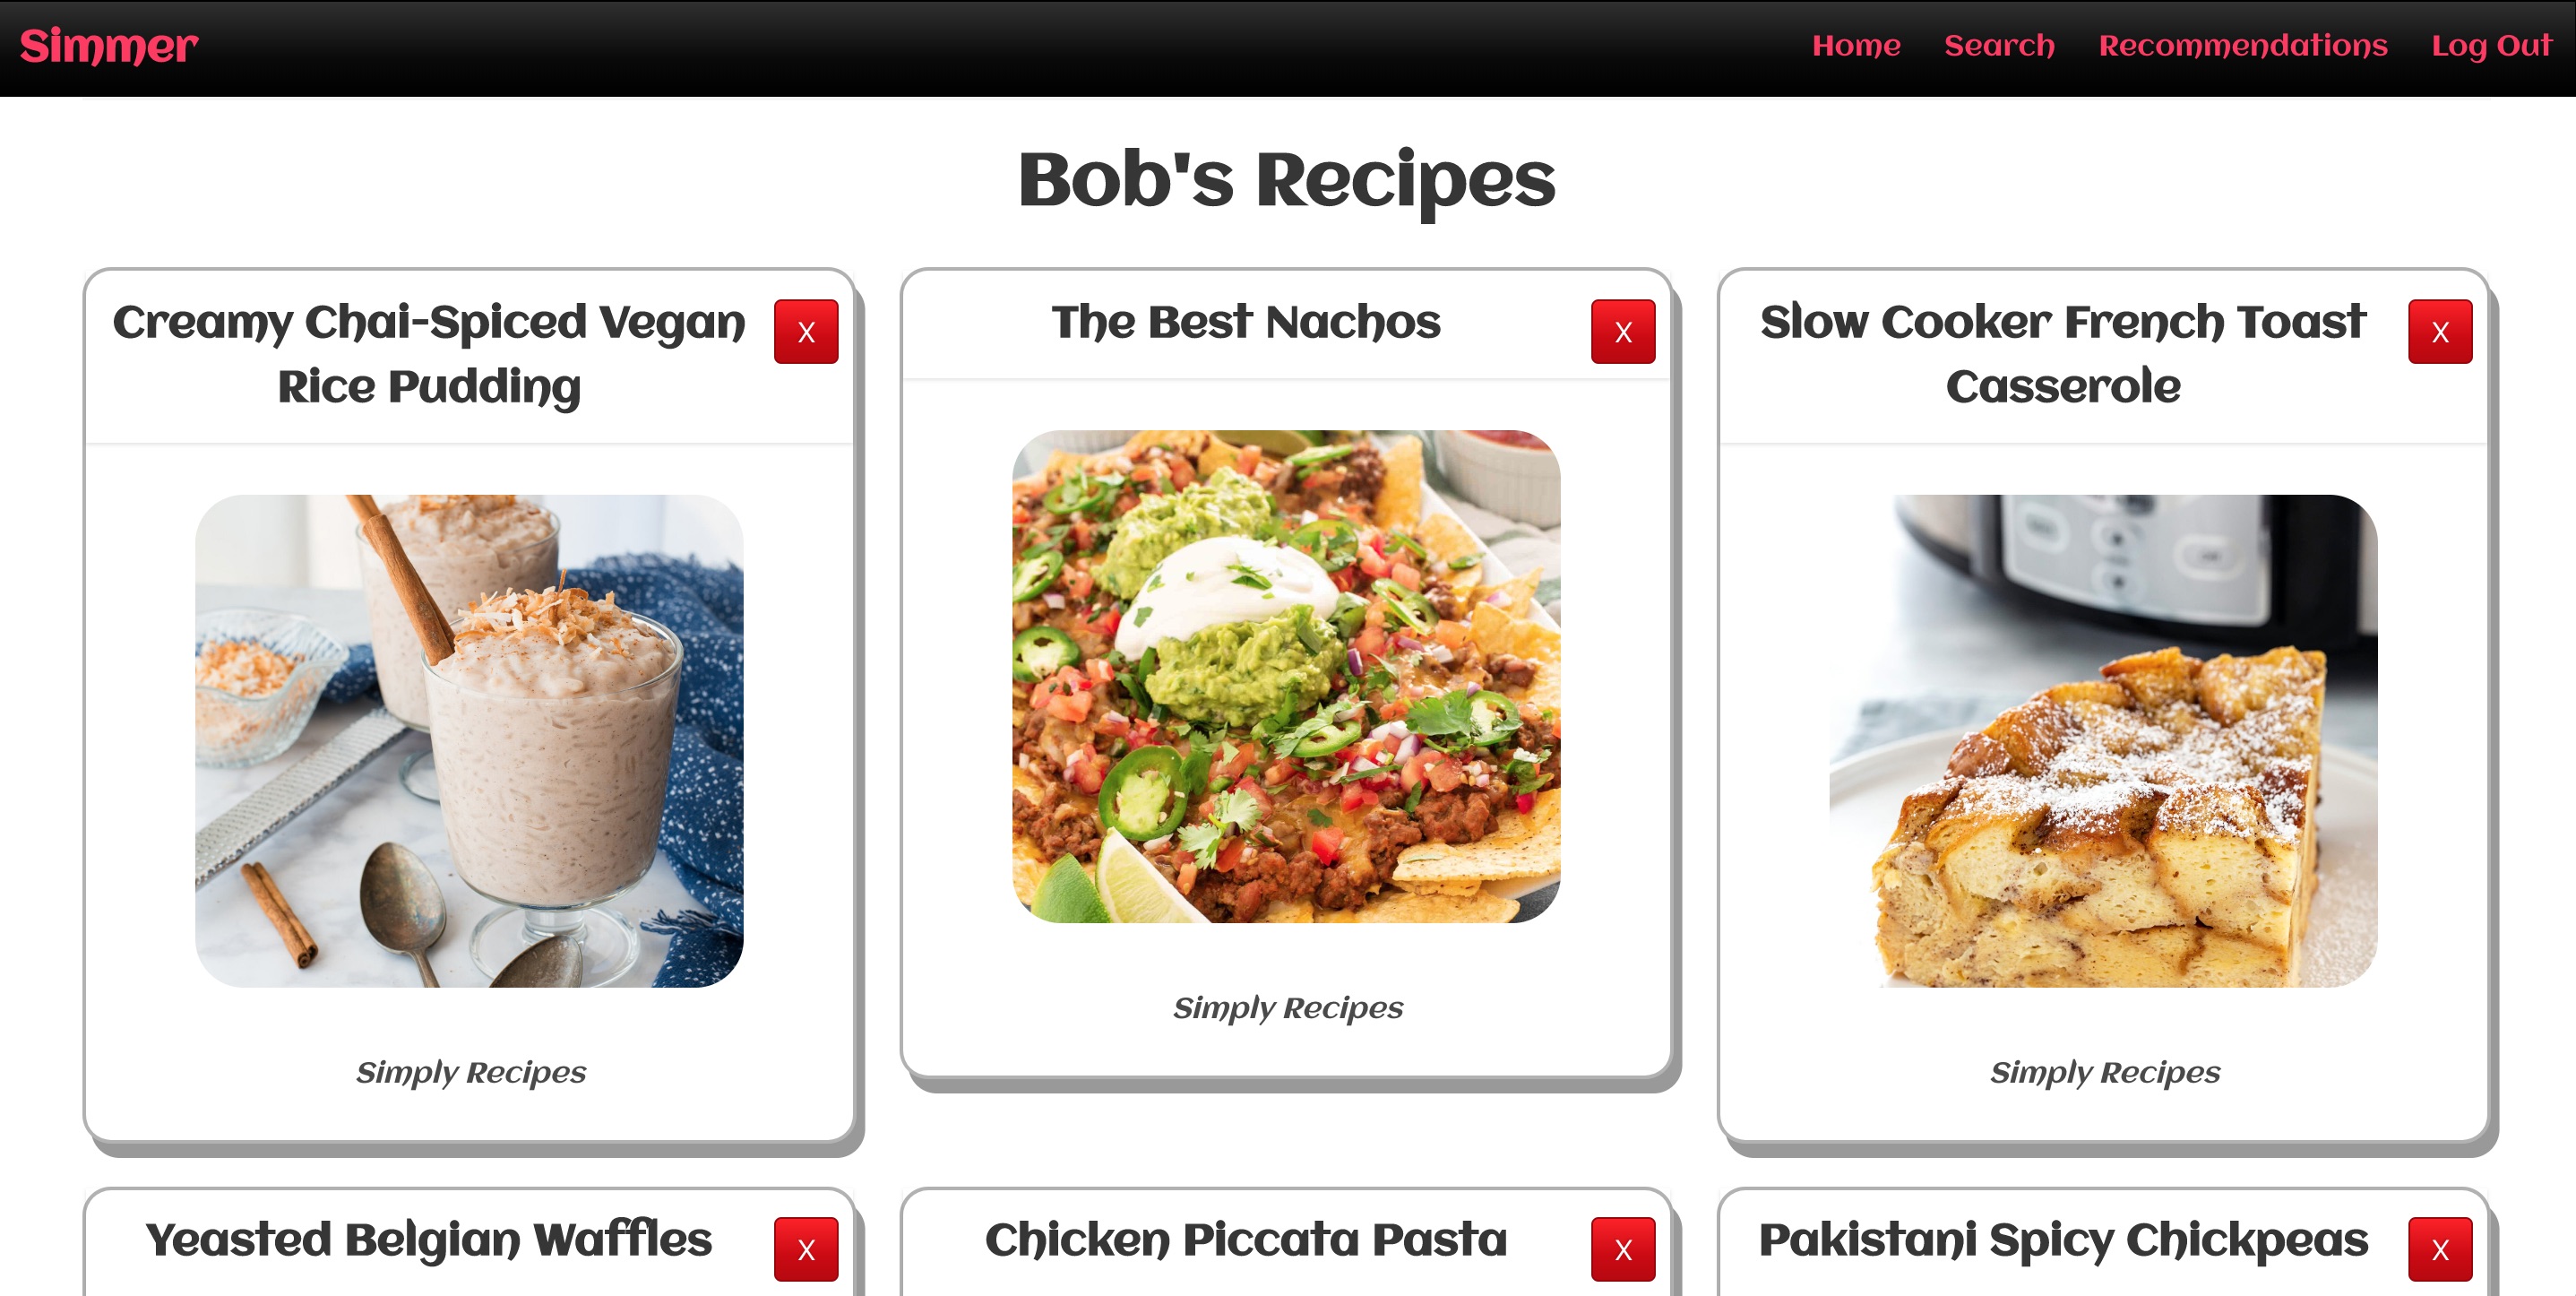 Simmer
Home Search Recommendations Log Out
Bob's Recipes
Creamy Chai-Spiced Vegan
Rice Pudding
X
Simply Recipes
The Best Nachos
X
Simply Recipes
Slow Cooker French Toast
Casserole
X
Simply Recipes
Yeasted Belgian Waffles
X
Chicken Piccata Pasta
X
Pakistani Spicy Chickpeas
X